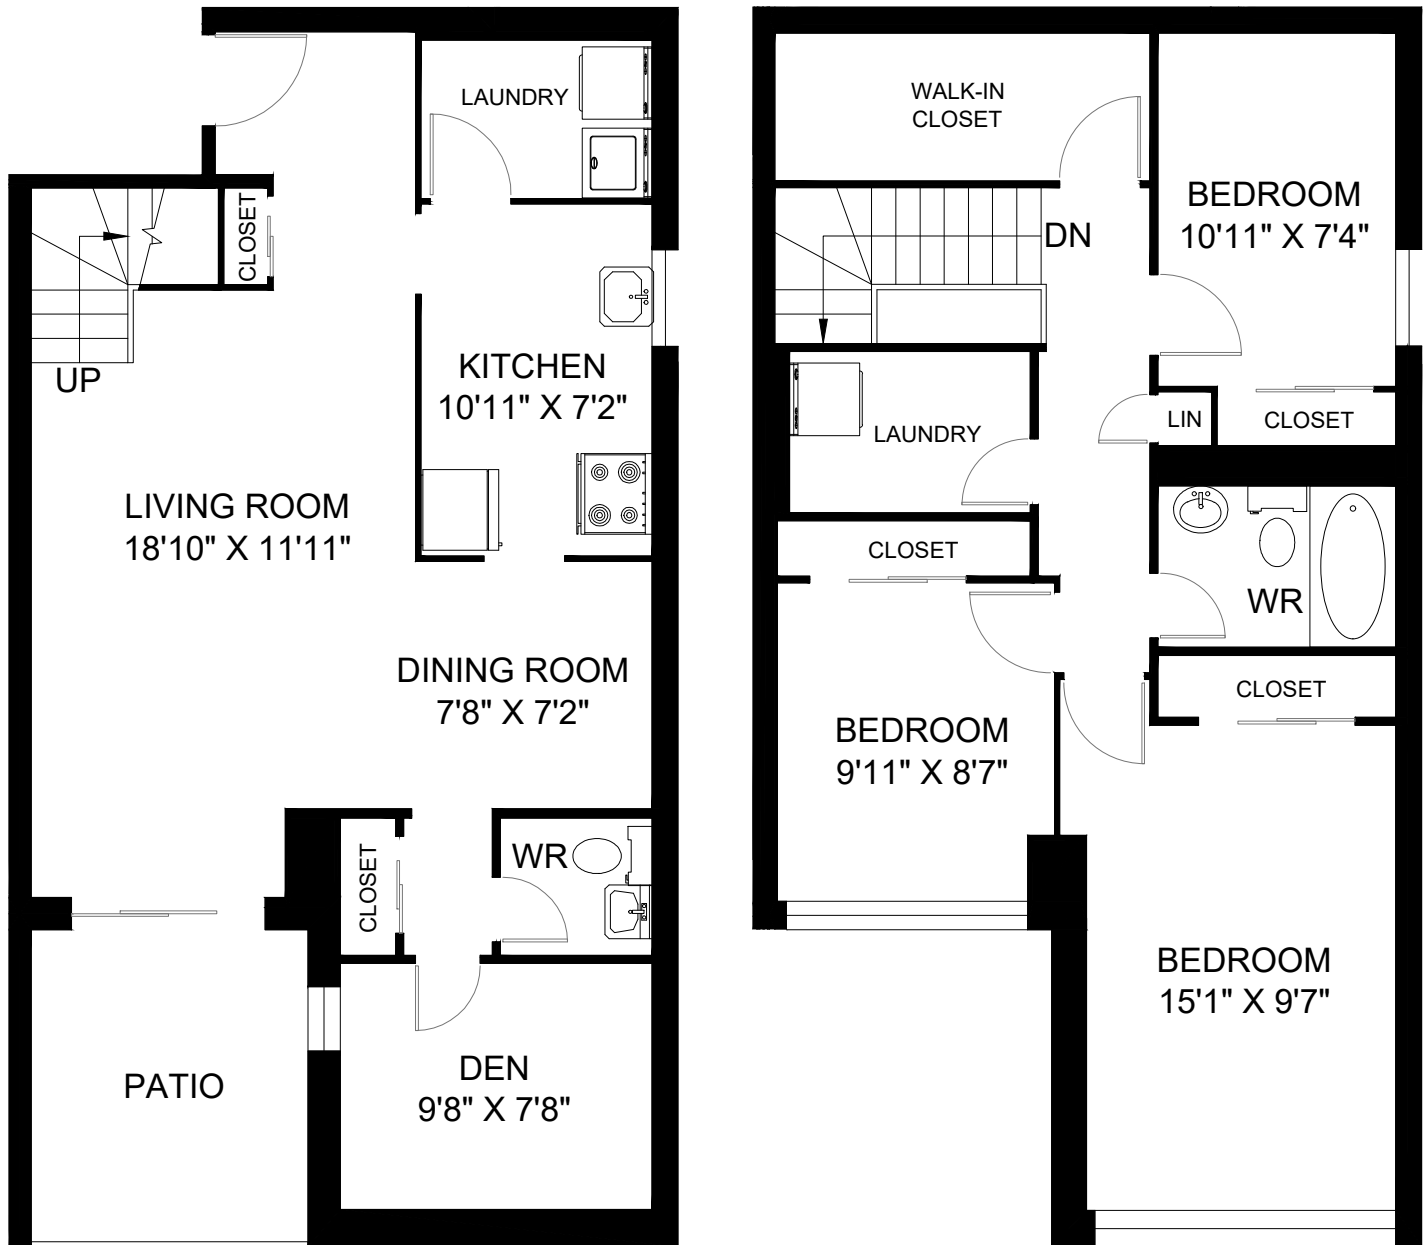 LAUNDRY
CLOSET
UP
KITCHEN
10'11" X 7'2"
LIVING ROOM
18'10" X 11'11"
DINING ROOM
7'8" X 7'2"
CLOSET
WR
PATIO
DEN
9'8" X 7'8"
WALK-IN
CLOSET
BEDROOM
10'11" X 7'4"
DN
LIN
CLOSET
LAUNDRY
CLOSET
WR
CLOSET
BEDROOM
9'11" X 8'7"
BEDROOM
15'1" X 9'7"